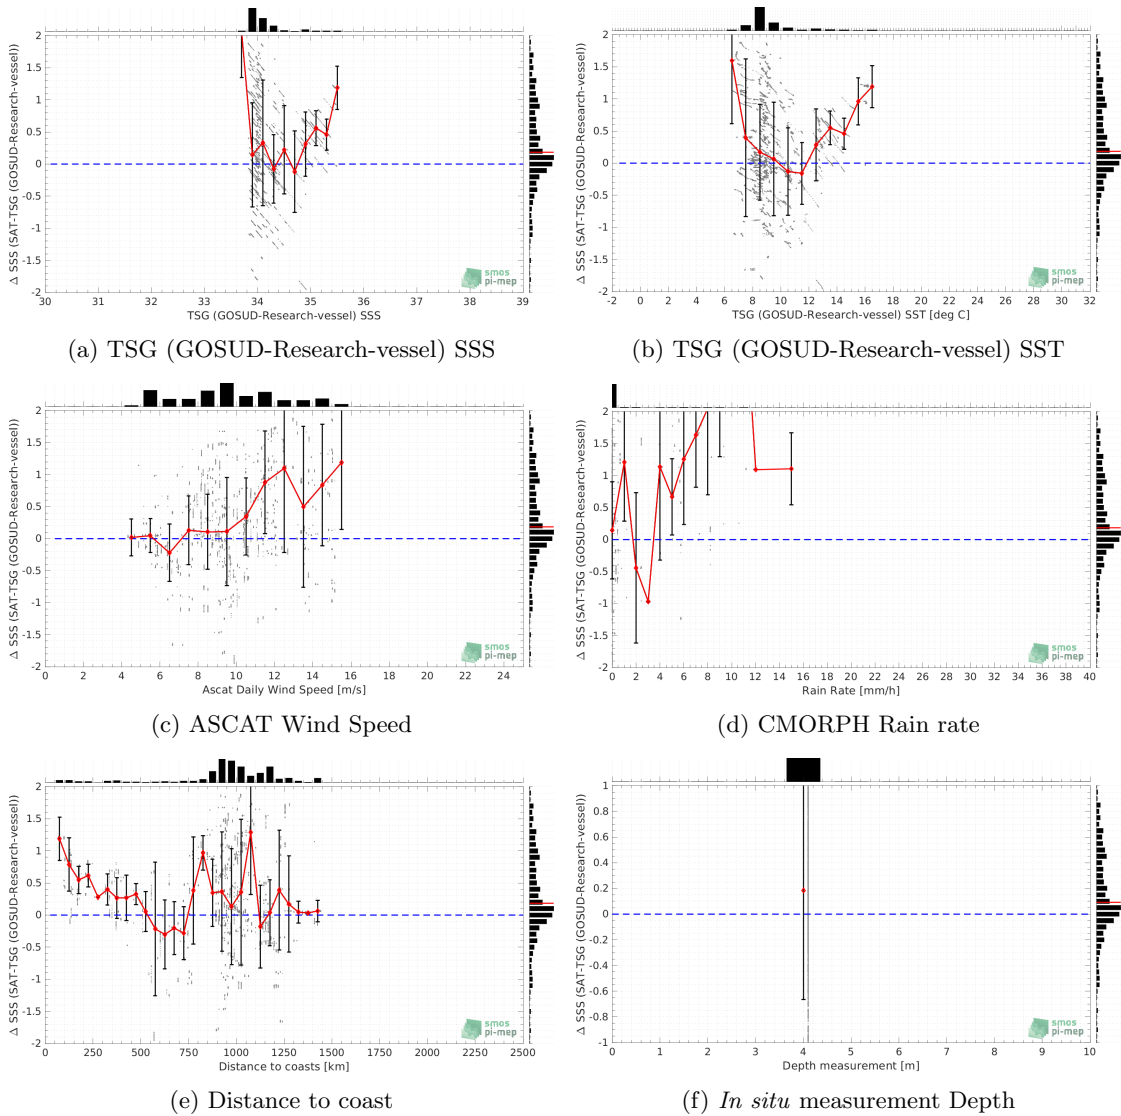 Δ SSS (SAT-TSG (GOSUD-Research-vessel))
2
1.5
1
0.5
0
-0.5
-1
-1.5
-2
30 31 32 33 34 35 36 37 38 39
TSG (GOSUD-Research-vessel) SSS
smos
pi-mep
(a) TSG (GOSUD-Research-vessel) SSS
Δ SSS (SAT-TSG (GOSUD-Research-vessel))
2
1.5
1
0.5
0
-0.5
-1
-1.5
-2
-2 0 2 4 6 8 10 12 14 16 18 20 22 24 26 28 30 32
TSG (GOSUD-Research-vessel) SST [deg C]
smos
pi-mep
(b) TSG (GOSUD-Research-vessel) SST
Δ SSS (SAT-TSG (GOSUD-Research-vessel))
2
1.5
1
0.5
0
-0.5
-1
-1.5
-2
0 2 4 6 8 10 12 14 16 18 20 22 24
Ascat Daily Wind Speed [m/s]
smos
pi-mep
(c) ASCAT Wind Speed
Δ SSS (SAT-TSG (GOSUD-Research-vessel))
2
1.5
1
0.5
0
-0.5
-1
-1.5
-2
0 2 4 6 8 10 12 14 16 18 20 22 24 26 28 30 32 34 36 38 40
Rain Rate [mm/h]
smos
pi-mep
(d) CMORPH Rain rate
Δ SSS (SAT-TSG (GOSUD-Research-vessel))
2
1.5
1
0.5
0
-0.5
-1
-1.5
-2
0 250 500 750 1000 1250 1500 1750 2000 2250 2500
Distance to coasts [km]
smos
pi-mep
(e) Distance to coast
Δ SSS (SAT-TSG (GOSUD-Research-vessel))
1
0.8
0.6
0.4
0.2
0
-0.2
-0.4
-0.6
-0.8
-1
0 1 2 3 4 5 6 7 8 9 10
Depth measurement [m]
smos
pi-mep
(f) In situ measurement Depth